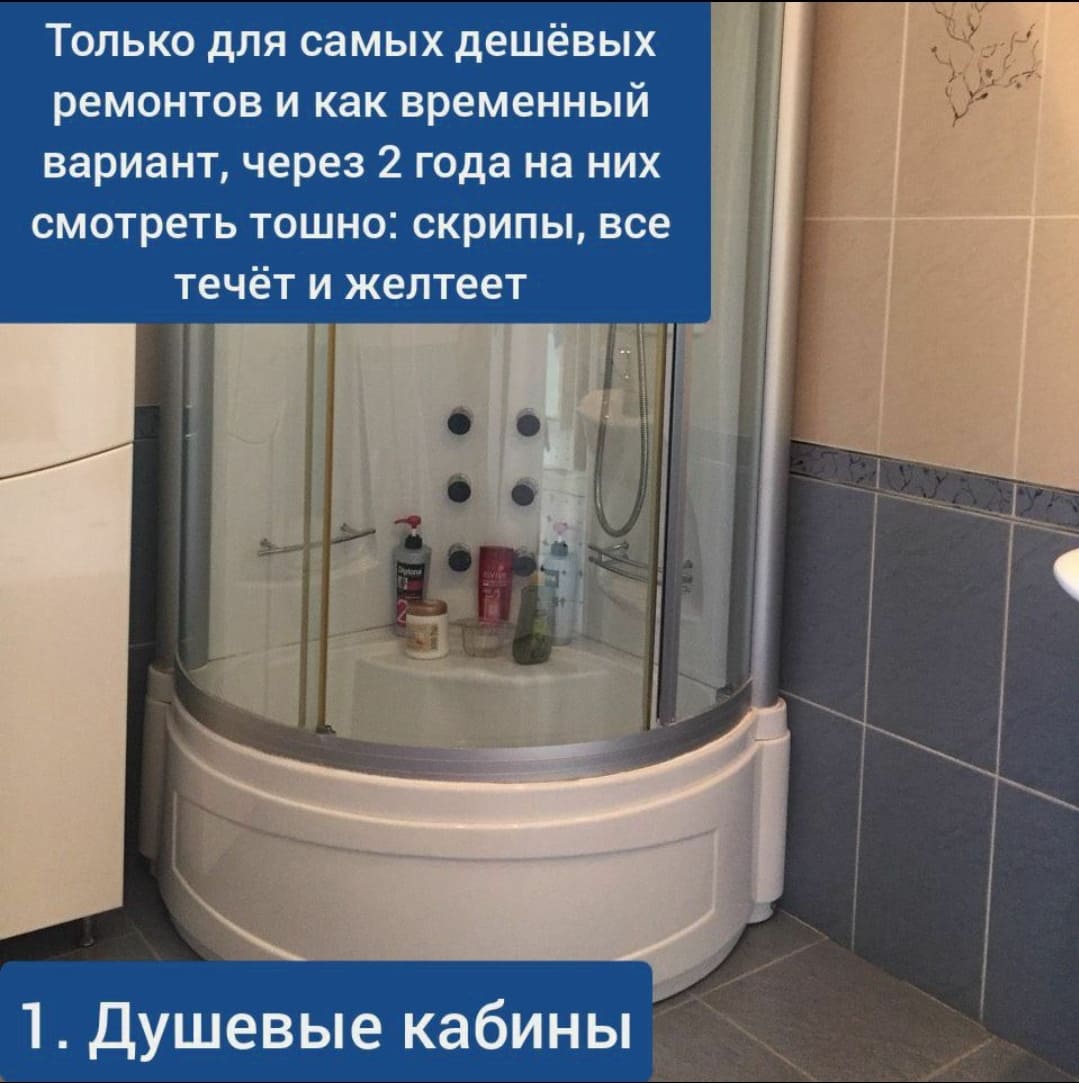 Только для самых дешёвых
ремонтов и как временный
вариант, через 2 года на них
смотреть тошно: скрипы, все
течёт и желтеет
1. Душевые кабины